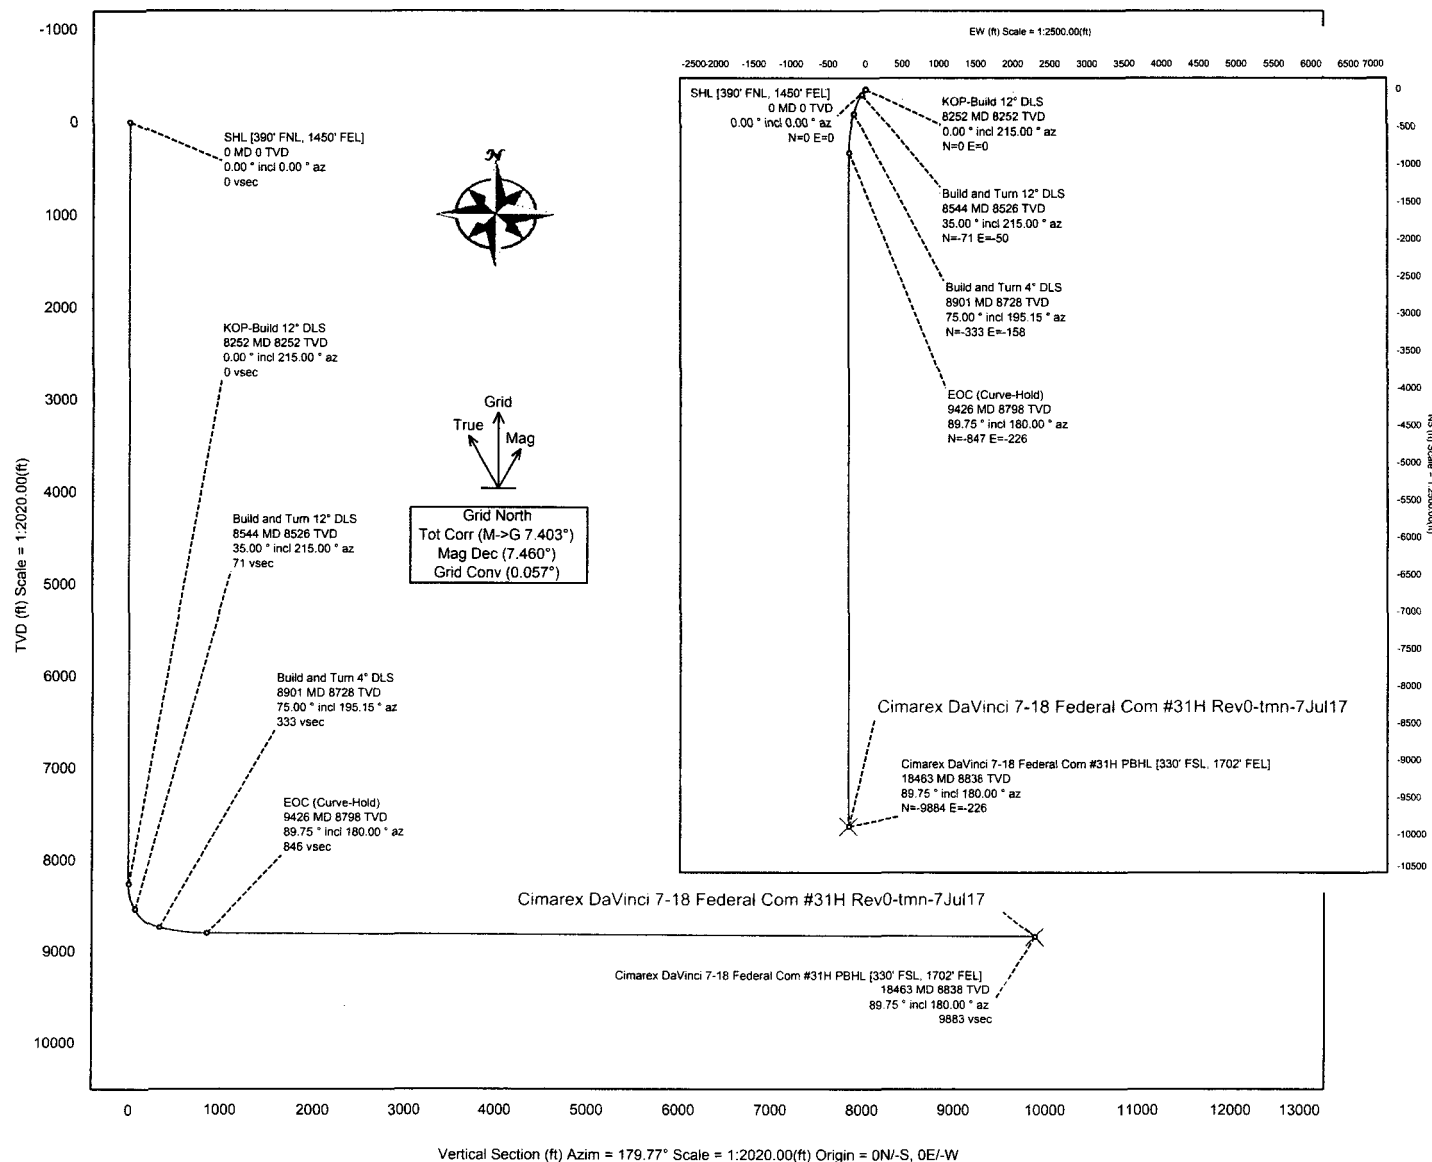 EW (ft) Scale = 1:2500.00(ft)
-2500 -2000 -1500 -1000 -500 0 500 1000 1500 2000 2500 3000 3500 4000 4500 5000 5500 6000 6500 7000
SHL [390' FNL, 1450' FEL]
0 MD 0 TVD
0.00 ° incl 0.00 ° az
N=0 E=0
KOP-Build 12° DLS
8252 MD 8252 TVD
0.00 ° incl 215.00 ° az
N=0 E=0
Build and Turn 12° DLS
8544 MD 8526 TVD
35.00 ° incl 215.00 ° az
N=-71 E=-50
Build and Turn 4° DLS
8901 MD 8728 TVD
75.00 ° incl 195.15 ° az
N=-333 E=-158
EOC (Curve-Hold)
9426 MD 8798 TVD
89.75 ° incl 180.00 ° az
N=-847 E=-226
Cimarex DaVinci 7-18 Federal Com #31H Rev0-tmn-7Jul17
Cimarex DaVinci 7-18 Federal Com #31H PBHL [330' FSL, 1702' FEL]
18463 MD 8838 TVD
89.75 ° incl 180.00 ° az
N=-9884 E=-226
0
-500
-1000
-1500
-2000
-2500
-3000
-3500
-4000
-4500
-5000
-5500
-6000
-6500
-7000
-7500
-8000
-8500
-9000
-9500
-10000
-10500
-1000
0
1000
2000
3000
4000
5000
6000
7000
8000
9000
10000
TVD (ft) Scale = 1:2020.00(ft)
SHL [390' FNL, 1450' FEL]
0 MD 0 TVD
0.00 ° incl 0.00 ° az
0 vsec
N
KOP-Build 12° DLS
8252 MD 8252 TVD
0.00 ° incl 215.00 ° az
0 vsec
Grid
True
Mag
Grid North
Tot Corr (M->G 7.403°)
Mag Dec (7.460°)
Grid Conv (0.057°)
Build and Turn 12° DLS
8544 MD 8526 TVD
35.00 ° incl 215.00 ° az
71 vsec
Build and Turn 4° DLS
8901 MD 8728 TVD
75.00 ° incl 195.15 ° az
333 vsec
EOC (Curve-Hold)
9426 MD 8798 TVD
89.75 ° incl 180.00 ° az
846 vsec
Cimarex DaVinci 7-18 Federal Com #31H Rev0-tmn-7Jul17
Cimarex DaVinci 7-18 Federal Com #31H PBHL [330' FSL, 1702' FEL]
18463 MD 8838 TVD
89.75 ° incl 180.00 ° az
9883 vsec
0 1000 2000 3000 4000 5000 6000 7000 8000 9000 10000 11000 12000 13000
Vertical Section (ft) Azim = 179.77° Scale = 1:2020.00(ft) Origin = 0N/-S, 0E/-W